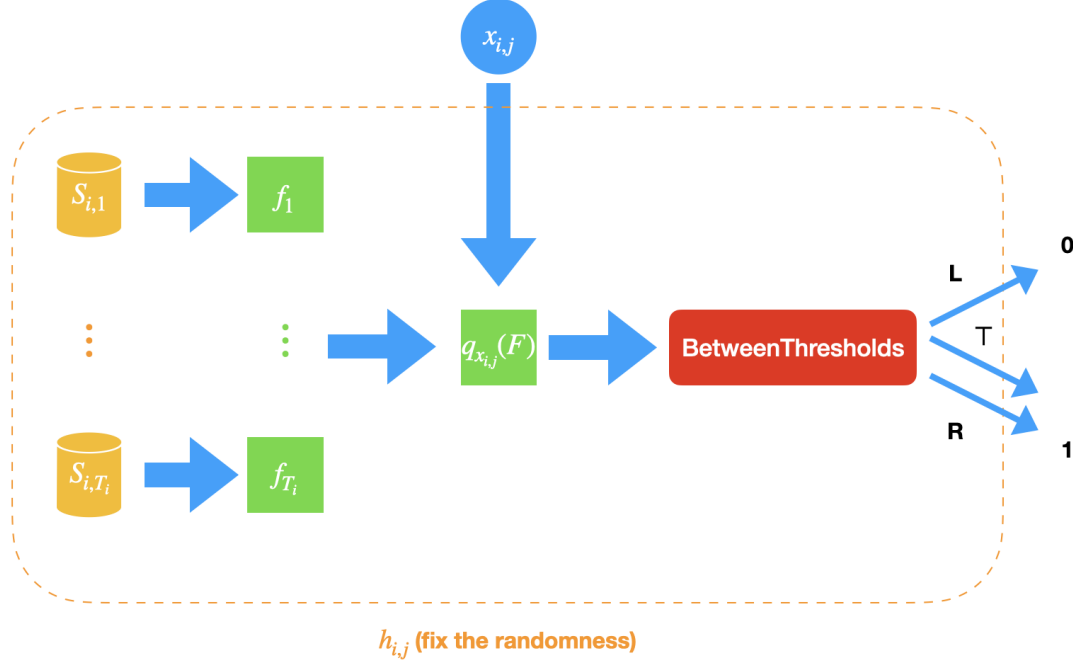 x_{i,j}
S_{i,1}
f_1
0
L
⊤
q_{x_{i,j}}(F)
BetweenThresholds
R
1
S_{i,T_i}
f_{T_i}
h_{i,j} (fix the randomness)